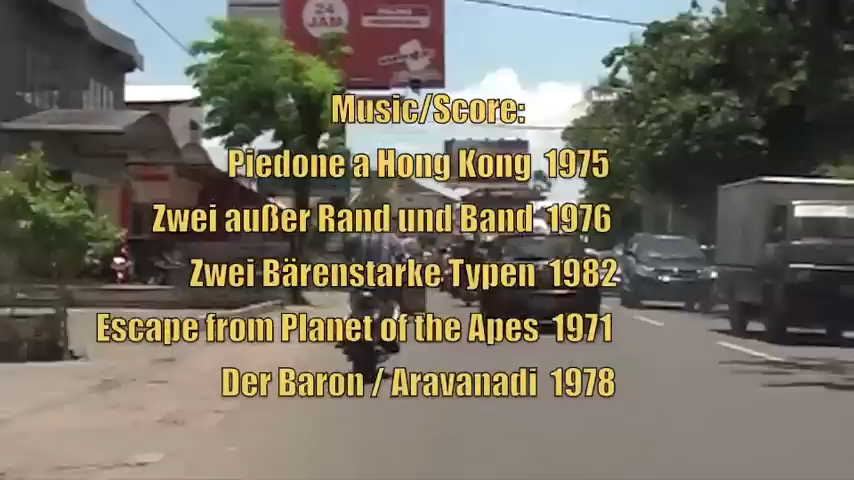 24
JAM
Music/Score:
Piedone a Hong Kong 1975
Zwei außer Rand und Band 1976
Zwei Bärenstarke Typen 1982
Escape from Planet of the Apes 1971
Der Baron / Aravanadi 1978